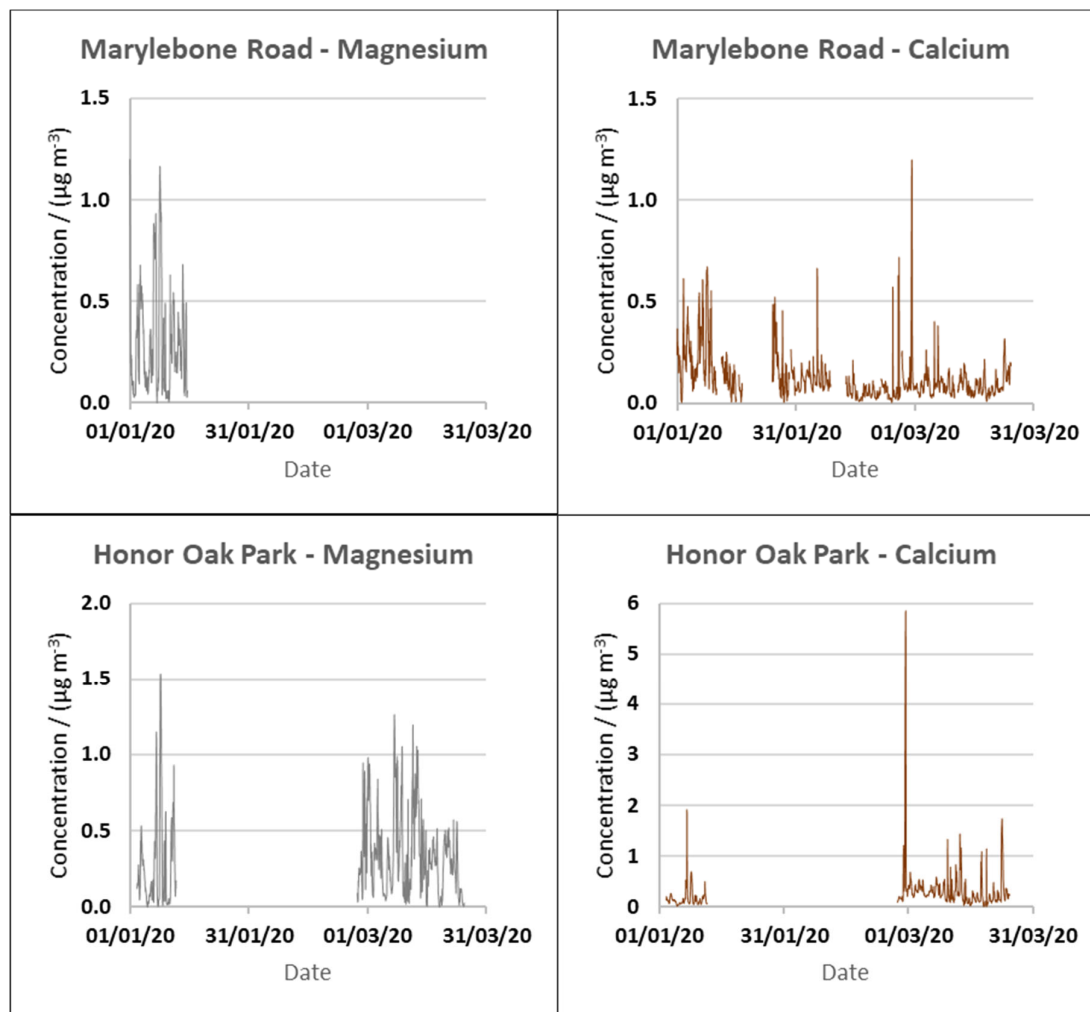 Marylebone Road - Magnesium
Concentration / (µg m⁻³)
1.5
1.0
0.5
0.0
01/01/20 31/01/20 01/03/20 31/03/20
Date
Marylebone Road - Calcium
Concentration / (µg m⁻³)
1.5
1.0
0.5
0.0
01/01/20 31/01/20 01/03/20 31/03/20
Date
Honor Oak Park - Magnesium
Concentration / (µg m⁻³)
2.0
1.5
1.0
0.5
0.0
01/01/20 31/01/20 01/03/20 31/03/20
Date
Honor Oak Park - Calcium
Concentration / (µg m⁻³)
6
5
4
3
2
1
0
01/01/20 31/01/20 01/03/20 31/03/20
Date